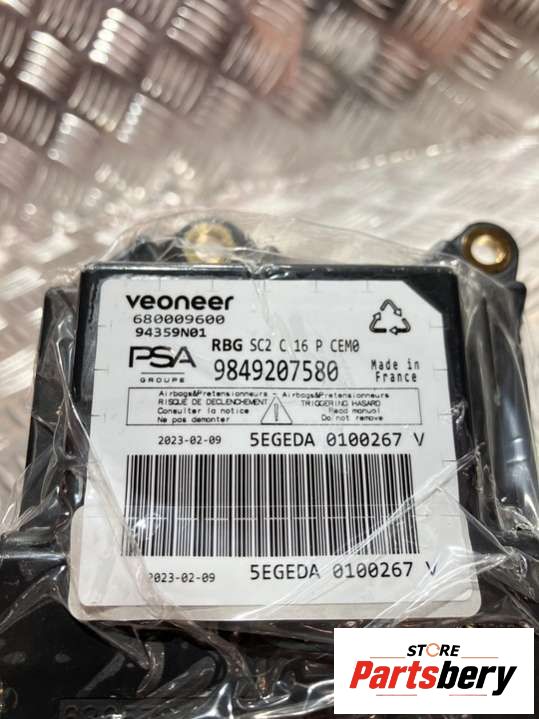 veoneer
680009600
94359N01
RBG SC2 C 16 P CEM0
PSA
GROUPE
9849207580
Made in
France
Airbags&Pretensionneurs - Airbags&Pretensionners
RISQUE DE DECLENCHEMENT
Consulter la notice
Ne pas demonter
TRIGGERING HASARD
Read manual
Do not remove
2023-02-09
5EGEDA 0100267 V
2023-02-09
5EGEDA 0100267 V
STORE
Partsbery